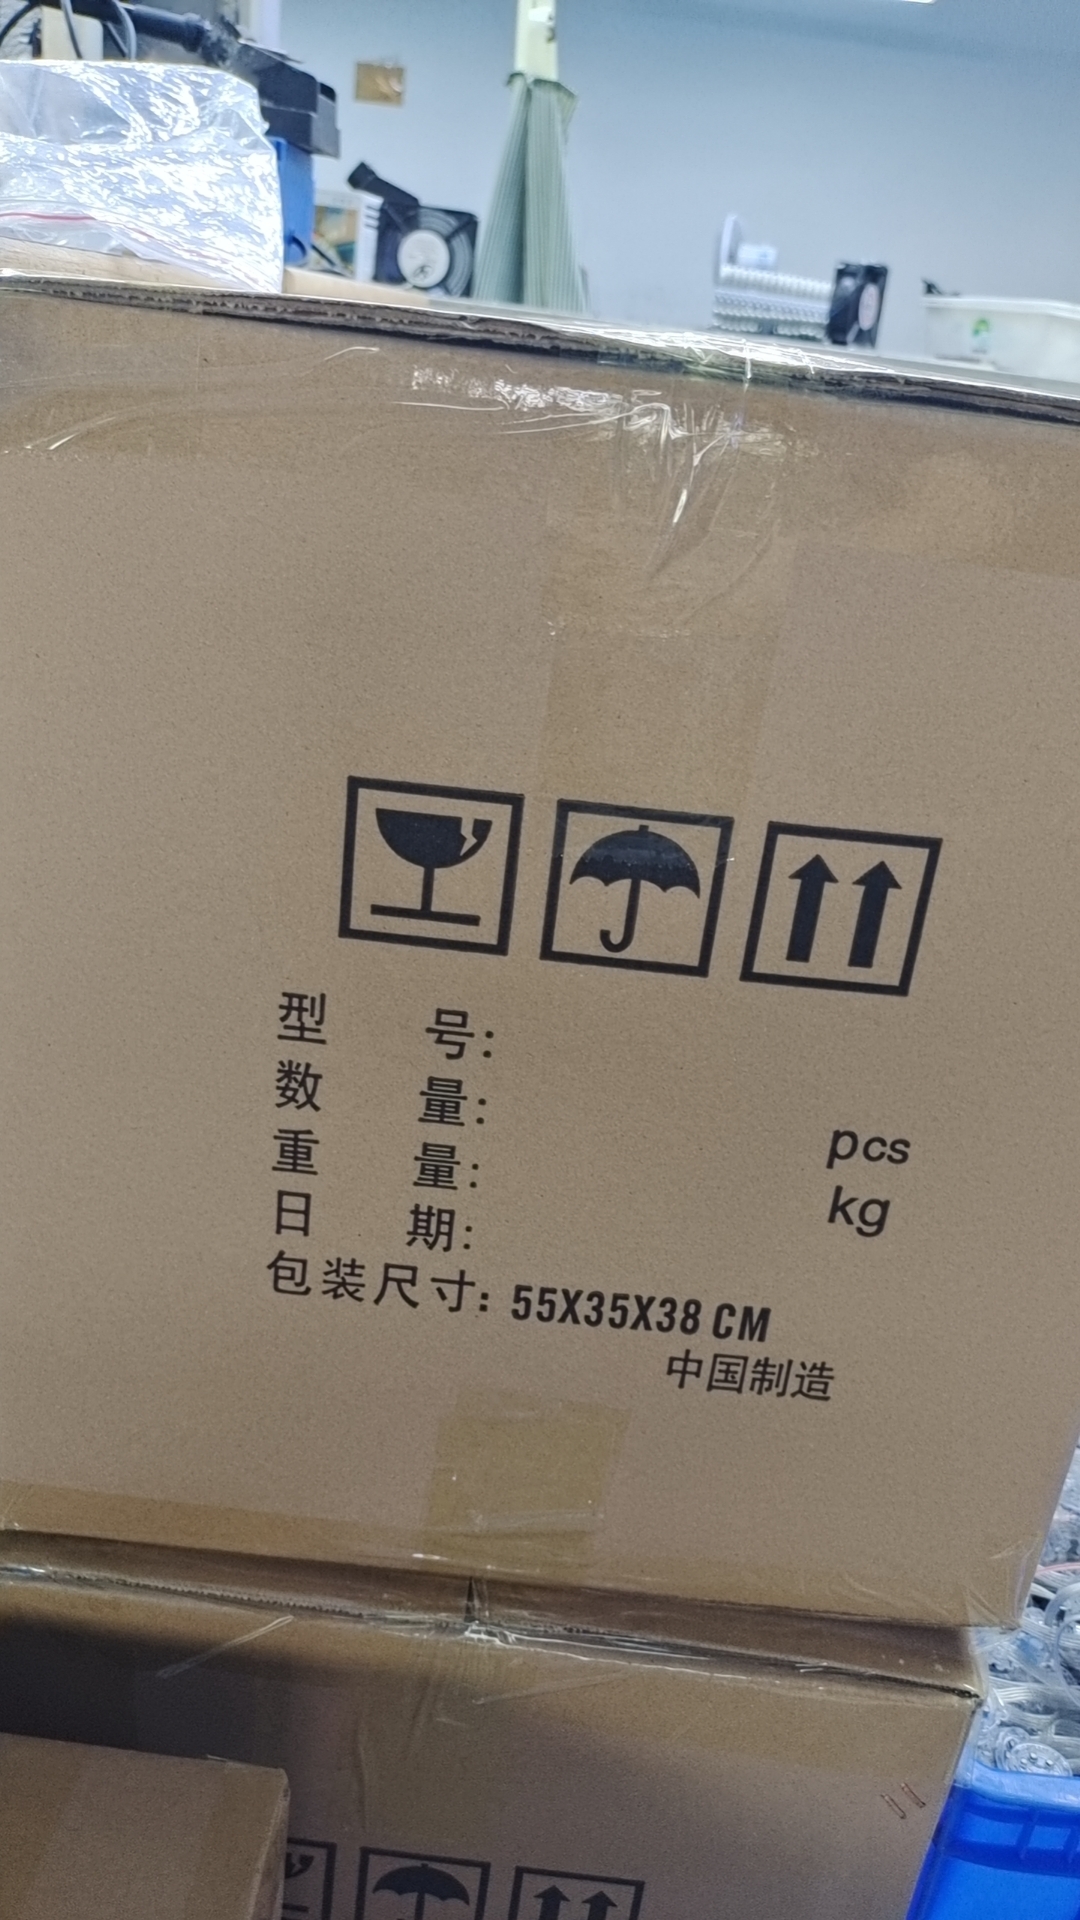 型 号:
数 量: pcs
重 量: kg
日 期:
包装尺寸: 55X35X38 CM
中国制造